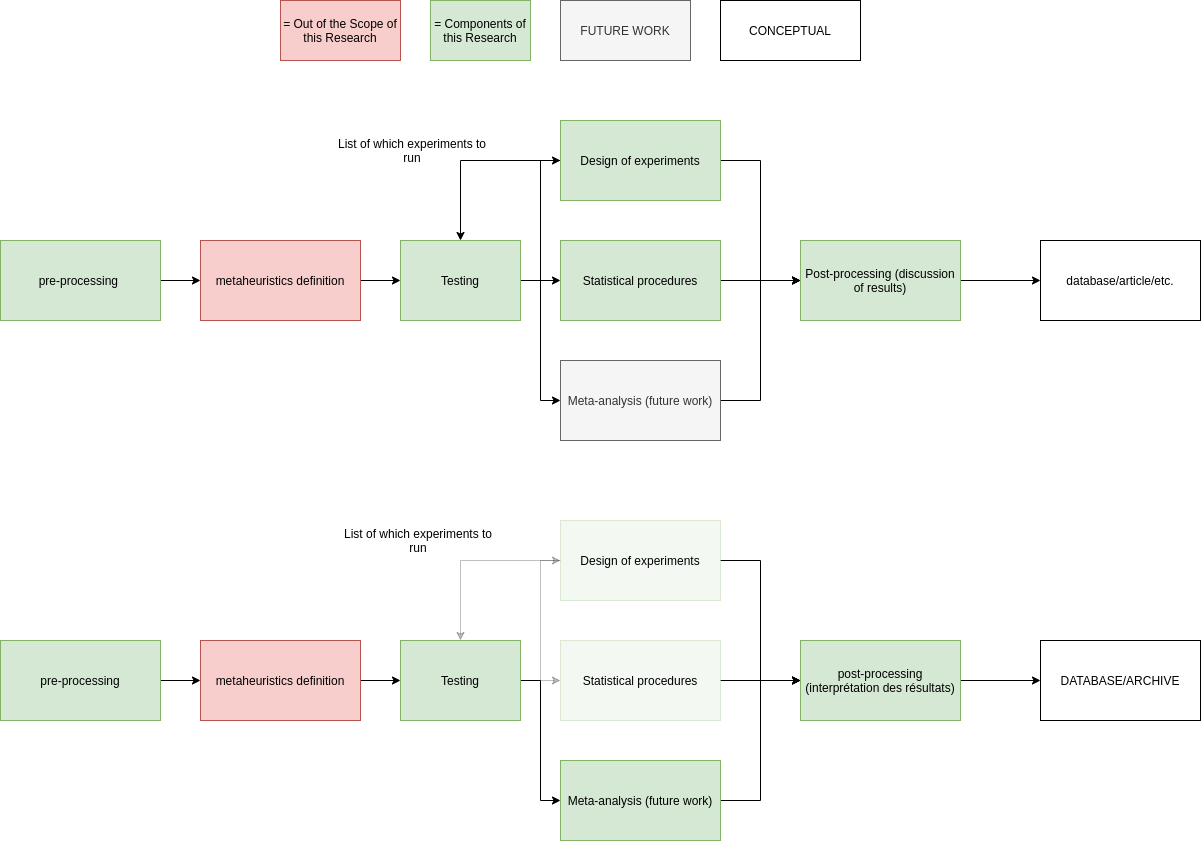 = Out of the Scope of
this Research
= Components of
this Research
FUTURE WORK
CONCEPTUAL
List of which experiments to
run
Design of experiments
pre-processing
metaheuristics definition
Testing
Statistical procedures
Post-processing (discussion
of results)
database/article/etc.
Meta-analysis (future work)
List of which experiments to
run
Design of experiments
pre-processing
metaheuristics definition
Testing
Statistical procedures
post-processing
(interprétation des résultats)
DATABASE/ARCHIVE
Meta-analysis (future work)